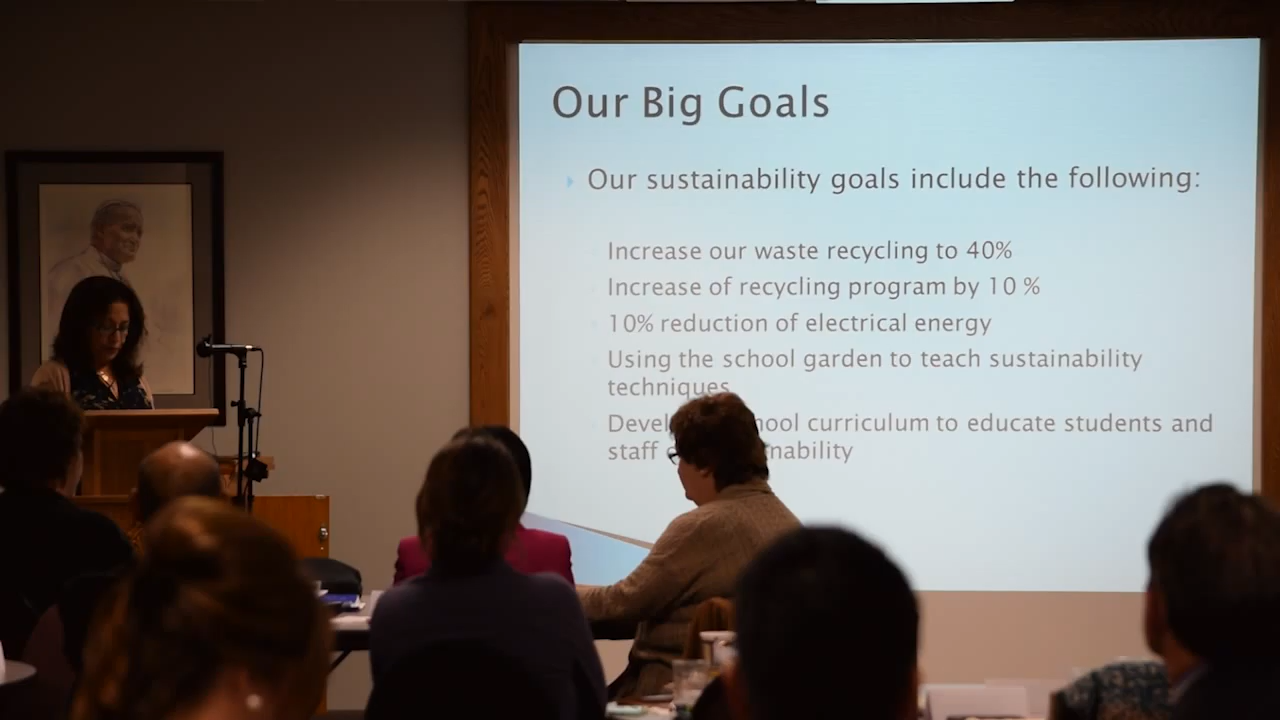 Our Big Goals
Our sustainability goals include the following:
Increase our waste recycling to 40%
Increase of recycling program by 10 %
10% reduction of electrical energy
Using the school garden to teach sustainability
techniques
curriculum to educate students and
staff